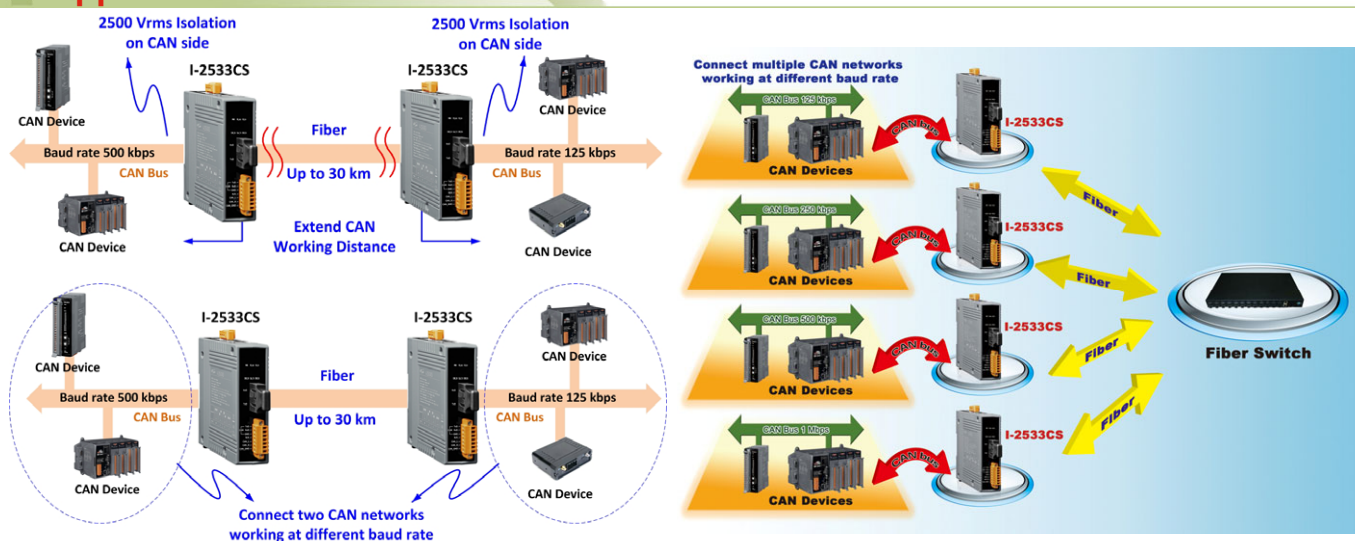 2500 Vrms Isolation
on CAN side
2500 Vrms Isolation
on CAN side
I-2533CS
I-2533CS
CAN Device
CAN Device
Fiber
Baud rate 500 kbps
Baud rate 125 kbps
CAN Bus
CAN Bus
Up to 30 km
CAN Device
Extend CAN
Working Distance
CAN Device
I-2533CS
I-2533CS
CAN Device
CAN Device
Fiber
Baud rate 500 kbps
Baud rate 125 kbps
CAN Bus
CAN Bus
Up to 30 km
CAN Device
CAN Device
Connect two CAN networks
working at different baud rate
Connect multiple CAN networks
working at different baud rate
CAN Bus 125 kbps
CAN bus
I-2533CS
CAN Devices
Fiber
CAN Bus 250 kbps
CAN bus
I-2533CS
CAN Devices
Fiber
CAN Bus 500 kbps
CAN bus
I-2533CS
CAN Devices
Fiber
CAN Bus 1 Mbps
CAN bus
I-2533CS
CAN Devices
Fiber
Fiber Switch